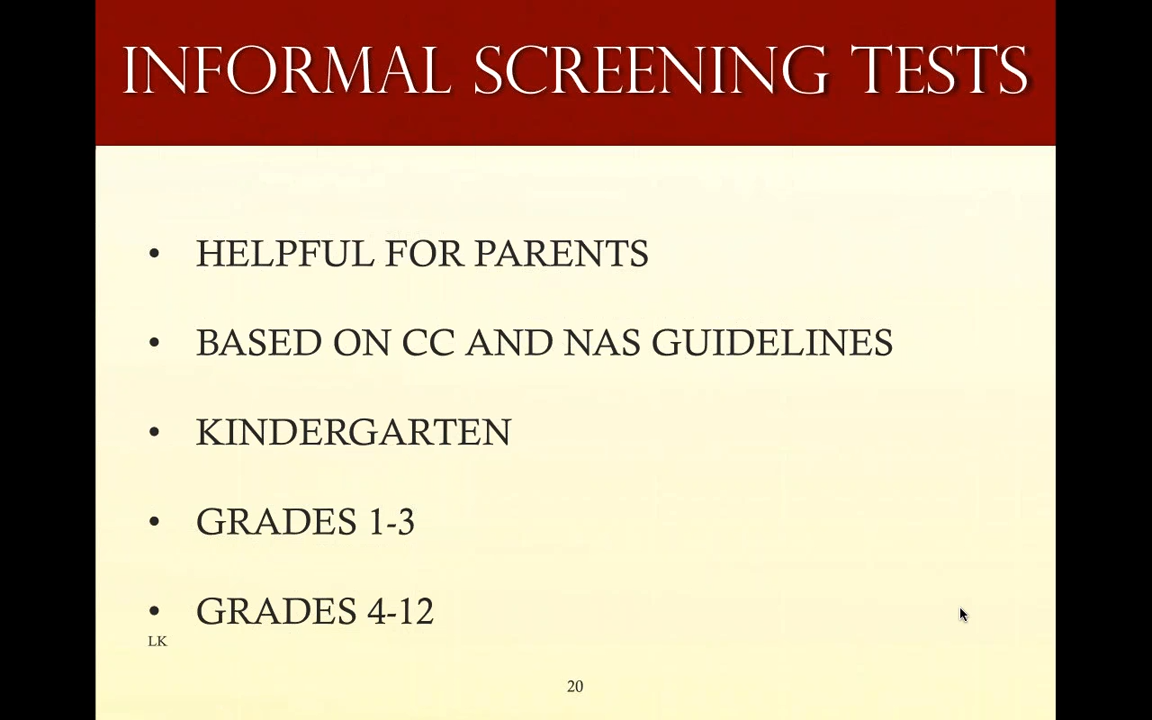 INFORMAL SCREENING TESTS
• HELPFUL FOR PARENTS
• BASED ON CC AND NAS GUIDELINES
• KINDERGARTEN
• GRADES 1-3
• GRADES 4-12
LK
20